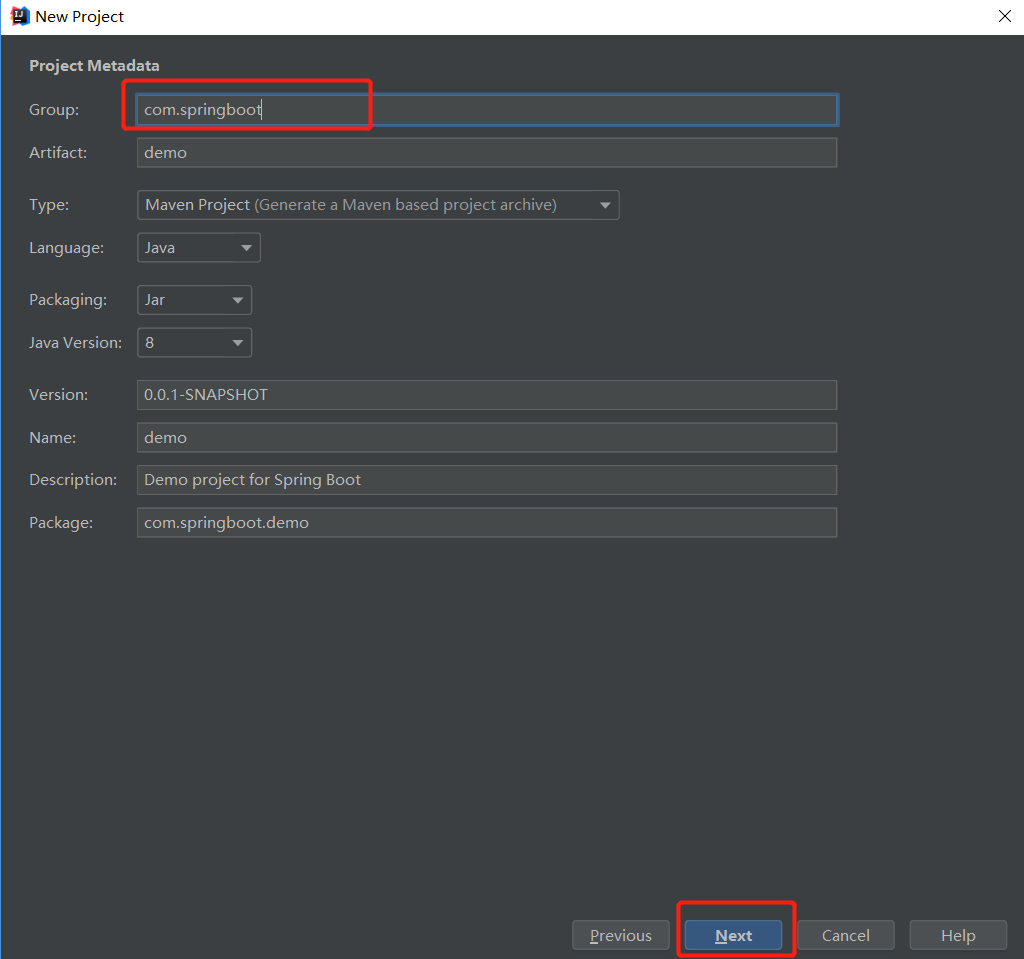 New Project
Project Metadata
Group: com.springboot
Artifact: demo
Type: Maven Project (Generate a Maven based project archive)
Language: Java
Packaging: Jar
Java Version: 8
Version: 0.0.1-SNAPSHOT
Name: demo
Description: Demo project for Spring Boot
Package: com.springboot.demo
Previous Next Cancel Help